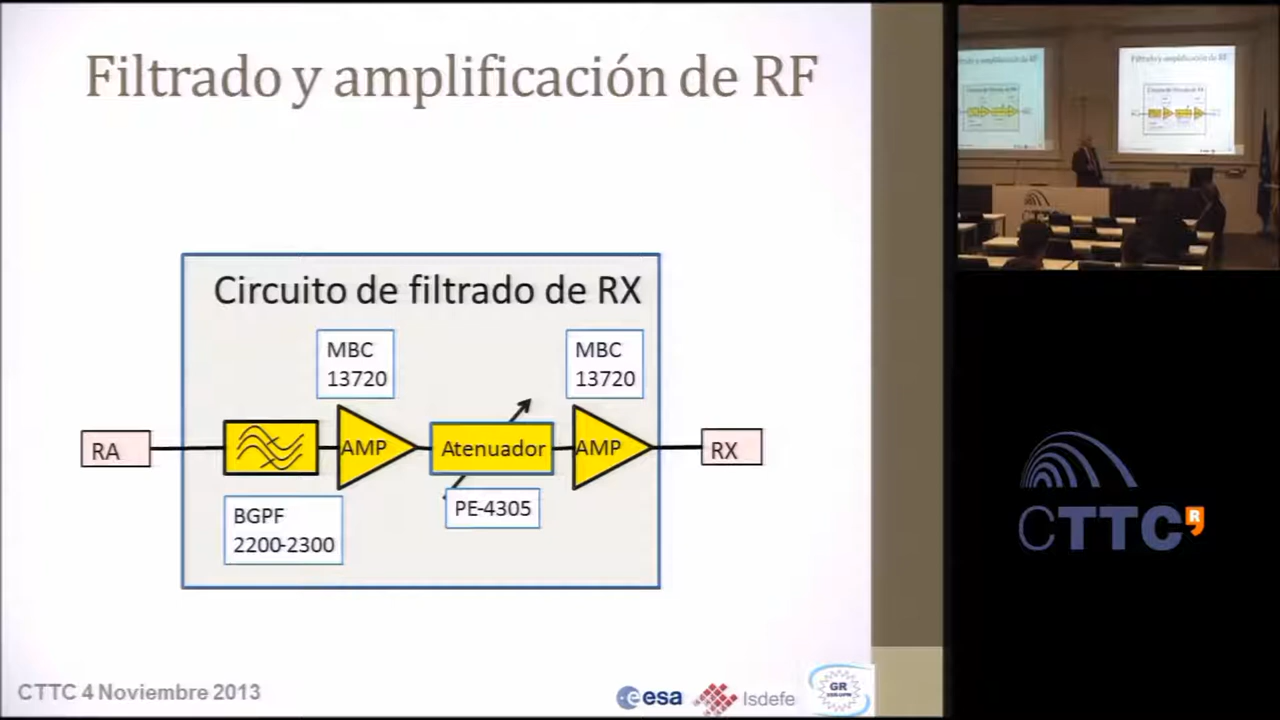 Filtrado y amplificación de RF
Circuito de filtrado de RX
MBC
13720
MBC
13720
RA
AMP
Atenuador
AMP
RX
PE-4305
BGPF
2200-2300
CTTC 4 Noviembre 2013
esa
Isdefe
GR
CTTC
R